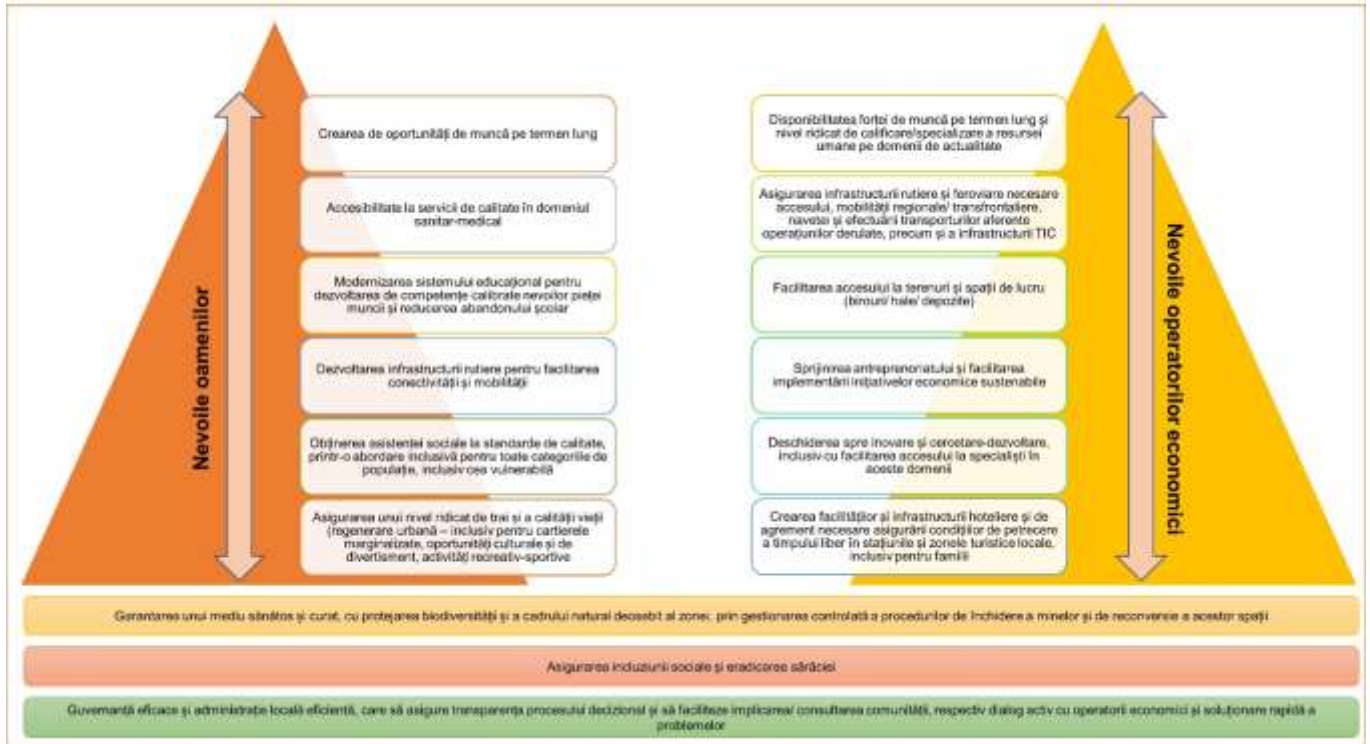 Nevoile oamenilor
Crearea de oportunități de muncă pe termen lung
Accesibilitate la servicii de calitate în domeniul
sanitar-medical
Modernizarea sistemului educațional pentru
dezvoltarea de competențe calibrate nevoilor pieței
muncii și reducerea abandonului școlar
Dezvoltarea infrastructurii rutiere pentru facilitarea
conectivității și mobilității
Obținerea asistenței sociale la standarde de calitate,
printr-o abordare inclusivă pentru toate categoriile de
populație, inclusiv cea vulnerabilă
Asigurarea unui nivel ridicat de trai și a calității vieții
(regenerare urbană – inclusiv pentru cartierele
marginalizate, oportunități culturale și de
divertisment, activități recreativ-sportive
Disponibilitatea forței de muncă pe termen lung și
nivel ridicat de calificare/specializare a resursei
umane pe domenii de actualitate
Asigurarea infrastructurii rutiere și feroviare necesare
accesului, mobilității regionale/ transfrontaliere,
navetei și efectuării transporturilor aferente
operațiunilor derulate, precum și a infrastructurii TIC
Facilitarea accesului la terenuri și spații de lucru
(birouri/ hale/ depozite)
Sprijinirea antreprenoriatului și facilitarea
implementării inițiativelor economice sustenabile
Deschiderea spre inovare și cercetare-dezvoltare,
inclusiv cu facilitarea accesului la specialiști în
aceste domenii
Crearea facilităților și infrastructurii hoteliere și de
agrement necesare asigurării condițiilor de petrecere
a timpului liber în stațiunile și zonele turistice locale,
inclusiv pentru familii
Nevoile operatorilor economici
Garantarea unui mediu sănătos și curat, cu protejarea biodiversității și a cadrului natural deosebit al zonei, prin gestionarea controlată a procedurilor de închidere a minelor și de reconversie a acestor spații
Asigurarea incluziunii sociale și eradicarea sărăciei
Guvernanță eficace și administrație locală eficientă, care să asigure transparența procesului decizional și să faciliteze implicarea/ consultarea comunității, respectiv dialog activ cu operatorii economici și soluționare rapidă a
problemelor